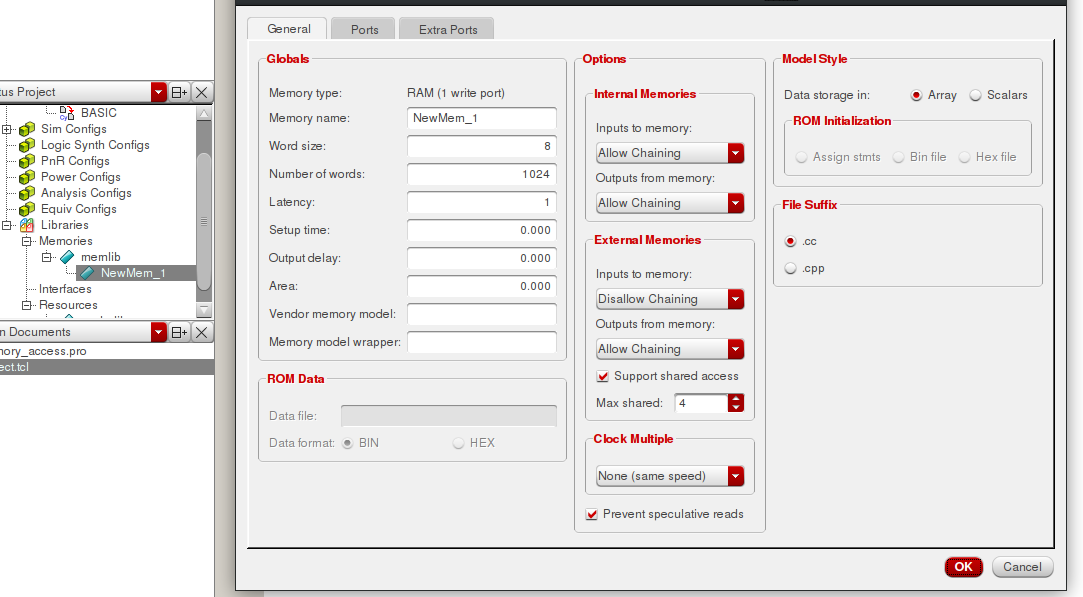 tus Project
BASIC
Sim Configs
Logic Synth Configs
PnR Configs
Power Configs
Analysis Configs
Equiv Configs
Libraries
Memories
memlib
NewMem_1
Interfaces
Resources
n Documents
mory_access.pro
ect.tcl
General
Ports
Extra Ports
Globals
Memory type: RAM (1 write port)
Memory name: NewMem_1
Word size: 8
Number of words: 1024
Latency: 1
Setup time: 0.000
Output delay: 0.000
Area: 0.000
Vendor memory model:
Memory model wrapper:
ROM Data
Data file:
Data format: BIN HEX
Options
Internal Memories
Inputs to memory:
Allow Chaining
Outputs from memory:
Allow Chaining
External Memories
Inputs to memory:
Disallow Chaining
Outputs from memory:
Allow Chaining
Support shared access
Max shared: 4
Clock Multiple
None (same speed)
Prevent speculative reads
Model Style
Data storage in: Array Scalars
ROM Initialization
Assign stmts Bin file Hex file
File Suffix
.cc
.cpp
OK
Cancel